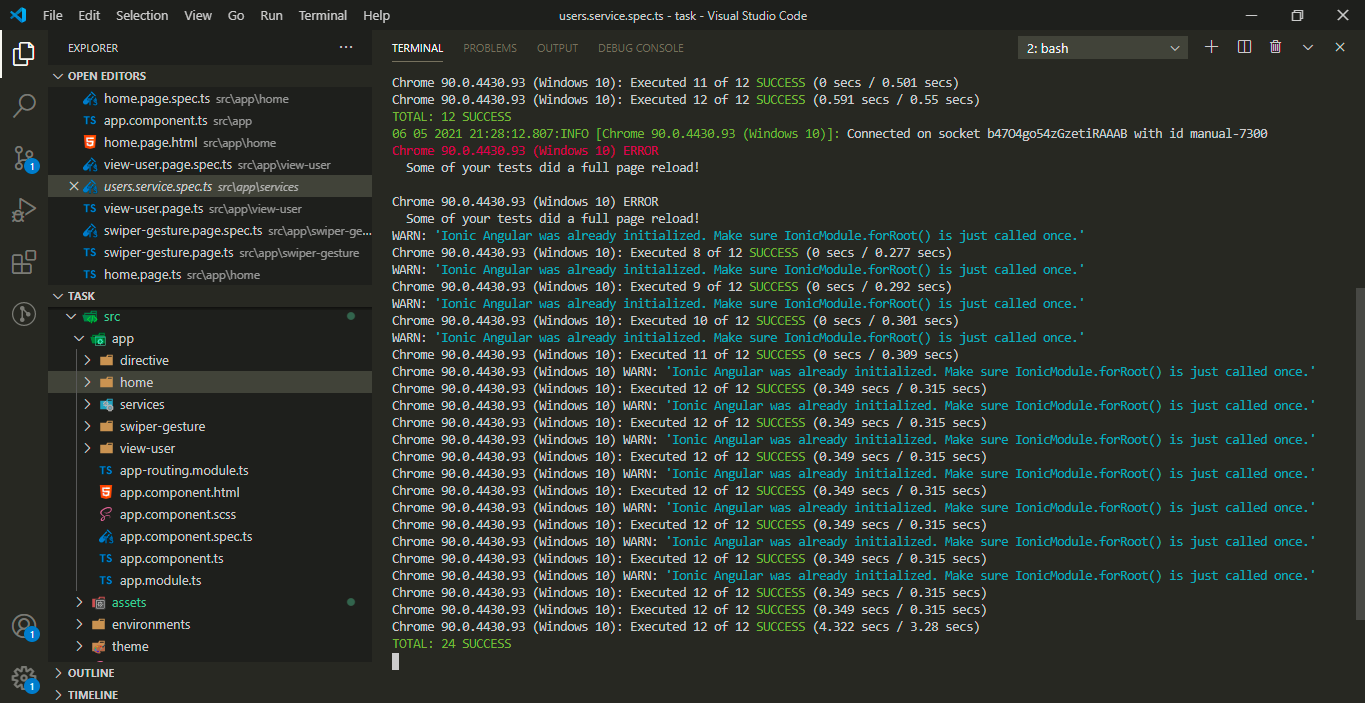 File Edit Selection View Go Run Terminal Help
users.service.spec.ts - task - Visual Studio Code
EXPLORER
OPEN EDITORS
home.page.spec.ts src\app\home
TS app.component.ts src\app
home.page.html src\app\home
view-user.page.spec.ts src\app\view-user
users.service.spec.ts src\app\services
TS view-user.page.ts src\app\view-user
swiper-gesture.page.spec.ts src\app\swiper-ge...
TS swiper-gesture.page.ts src\app\swiper-gesture
TS home.page.ts src\app\home
TASK
src
app
directive
home
services
swiper-gesture
view-user
TS app-routing.module.ts
app.component.html
app.component.scss
app.component.spec.ts
TS app.component.ts
TS app.module.ts
assets
environments
theme
OUTLINE
TIMELINE
1
1
1
TERMINAL PROBLEMS OUTPUT DEBUG CONSOLE
2: bash
Chrome 90.0.4430.93 (Windows 10): Executed 11 of 12 SUCCESS (0 secs / 0.501 secs)
Chrome 90.0.4430.93 (Windows 10): Executed 12 of 12 SUCCESS (0.591 secs / 0.55 secs)
TOTAL: 12 SUCCESS
06 05 2021 21:28:12.807:INFO [Chrome 90.0.4430.93 (Windows 10)]: Connected on socket b47O4go54zGzetiRAAAB with id manual-7300
Chrome 90.0.4430.93 (Windows 10) ERROR
Some of your tests did a full page reload!
Chrome 90.0.4430.93 (Windows 10) ERROR
Some of your tests did a full page reload!
WARN: 'Ionic Angular was already initialized. Make sure IonicModule.forRoot() is just called once.'
Chrome 90.0.4430.93 (Windows 10): Executed 8 of 12 SUCCESS (0 secs / 0.277 secs)
WARN: 'Ionic Angular was already initialized. Make sure IonicModule.forRoot() is just called once.'
Chrome 90.0.4430.93 (Windows 10): Executed 9 of 12 SUCCESS (0 secs / 0.292 secs)
WARN: 'Ionic Angular was already initialized. Make sure IonicModule.forRoot() is just called once.'
Chrome 90.0.4430.93 (Windows 10): Executed 10 of 12 SUCCESS (0 secs / 0.301 secs)
WARN: 'Ionic Angular was already initialized. Make sure IonicModule.forRoot() is just called once.'
Chrome 90.0.4430.93 (Windows 10): Executed 11 of 12 SUCCESS (0 secs / 0.309 secs)
Chrome 90.0.4430.93 (Windows 10) WARN: 'Ionic Angular was already initialized. Make sure IonicModule.forRoot() is just called once.'
Chrome 90.0.4430.93 (Windows 10): Executed 12 of 12 SUCCESS (0.349 secs / 0.315 secs)
Chrome 90.0.4430.93 (Windows 10) WARN: 'Ionic Angular was already initialized. Make sure IonicModule.forRoot() is just called once.'
Chrome 90.0.4430.93 (Windows 10): Executed 12 of 12 SUCCESS (0.349 secs / 0.315 secs)
Chrome 90.0.4430.93 (Windows 10) WARN: 'Ionic Angular was already initialized. Make sure IonicModule.forRoot() is just called once.'
Chrome 90.0.4430.93 (Windows 10): Executed 12 of 12 SUCCESS (0.349 secs / 0.315 secs)
Chrome 90.0.4430.93 (Windows 10) WARN: 'Ionic Angular was already initialized. Make sure IonicModule.forRoot() is just called once.'
Chrome 90.0.4430.93 (Windows 10): Executed 12 of 12 SUCCESS (0.349 secs / 0.315 secs)
Chrome 90.0.4430.93 (Windows 10) WARN: 'Ionic Angular was already initialized. Make sure IonicModule.forRoot() is just called once.'
Chrome 90.0.4430.93 (Windows 10): Executed 12 of 12 SUCCESS (0.349 secs / 0.315 secs)
Chrome 90.0.4430.93 (Windows 10) WARN: 'Ionic Angular was already initialized. Make sure IonicModule.forRoot() is just called once.'
Chrome 90.0.4430.93 (Windows 10): Executed 12 of 12 SUCCESS (0.349 secs / 0.315 secs)
Chrome 90.0.4430.93 (Windows 10) WARN: 'Ionic Angular was already initialized. Make sure IonicModule.forRoot() is just called once.'
Chrome 90.0.4430.93 (Windows 10): Executed 12 of 12 SUCCESS (0.349 secs / 0.315 secs)
Chrome 90.0.4430.93 (Windows 10): Executed 12 of 12 SUCCESS (0.349 secs / 0.315 secs)
Chrome 90.0.4430.93 (Windows 10): Executed 12 of 12 SUCCESS (4.322 secs / 3.28 secs)
TOTAL: 24 SUCCESS